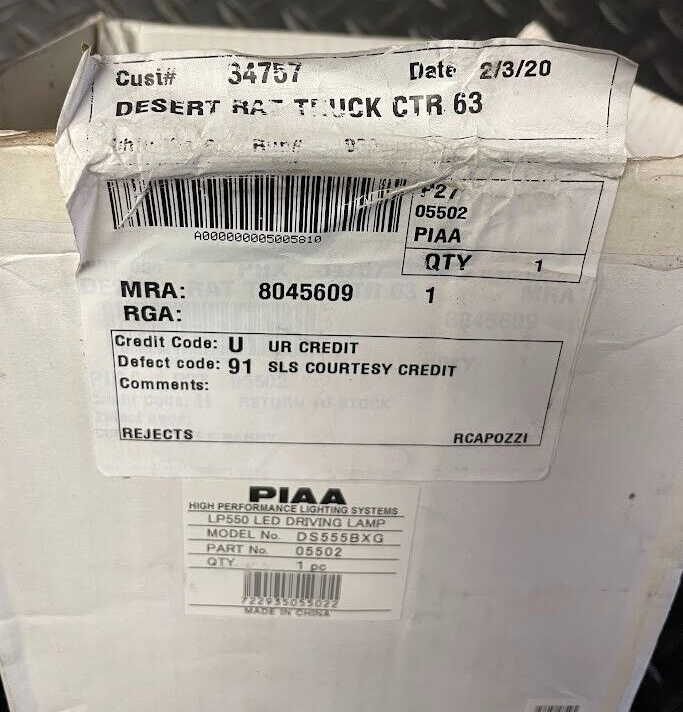 Cust# 34757 Date 2/3/20
DESERT RAT TRUCK CTR 63
Run#
A000000005005810
P27
05502
PIAA
QTY 1
MRA: 8045609 1
RGA:
Credit Code: U UR CREDIT
Defect code: 91 SLS COURTESY CREDIT
Comments:
REJECTS RCAPOZZI
PIAA
HIGH PERFORMANCE LIGHTING SYSTEMS
LP550 LED DRIVING LAMP
MODEL No. DS555BXG
PART No. 05502
QTY. 1 pc
722935055022
MADE IN CHINA